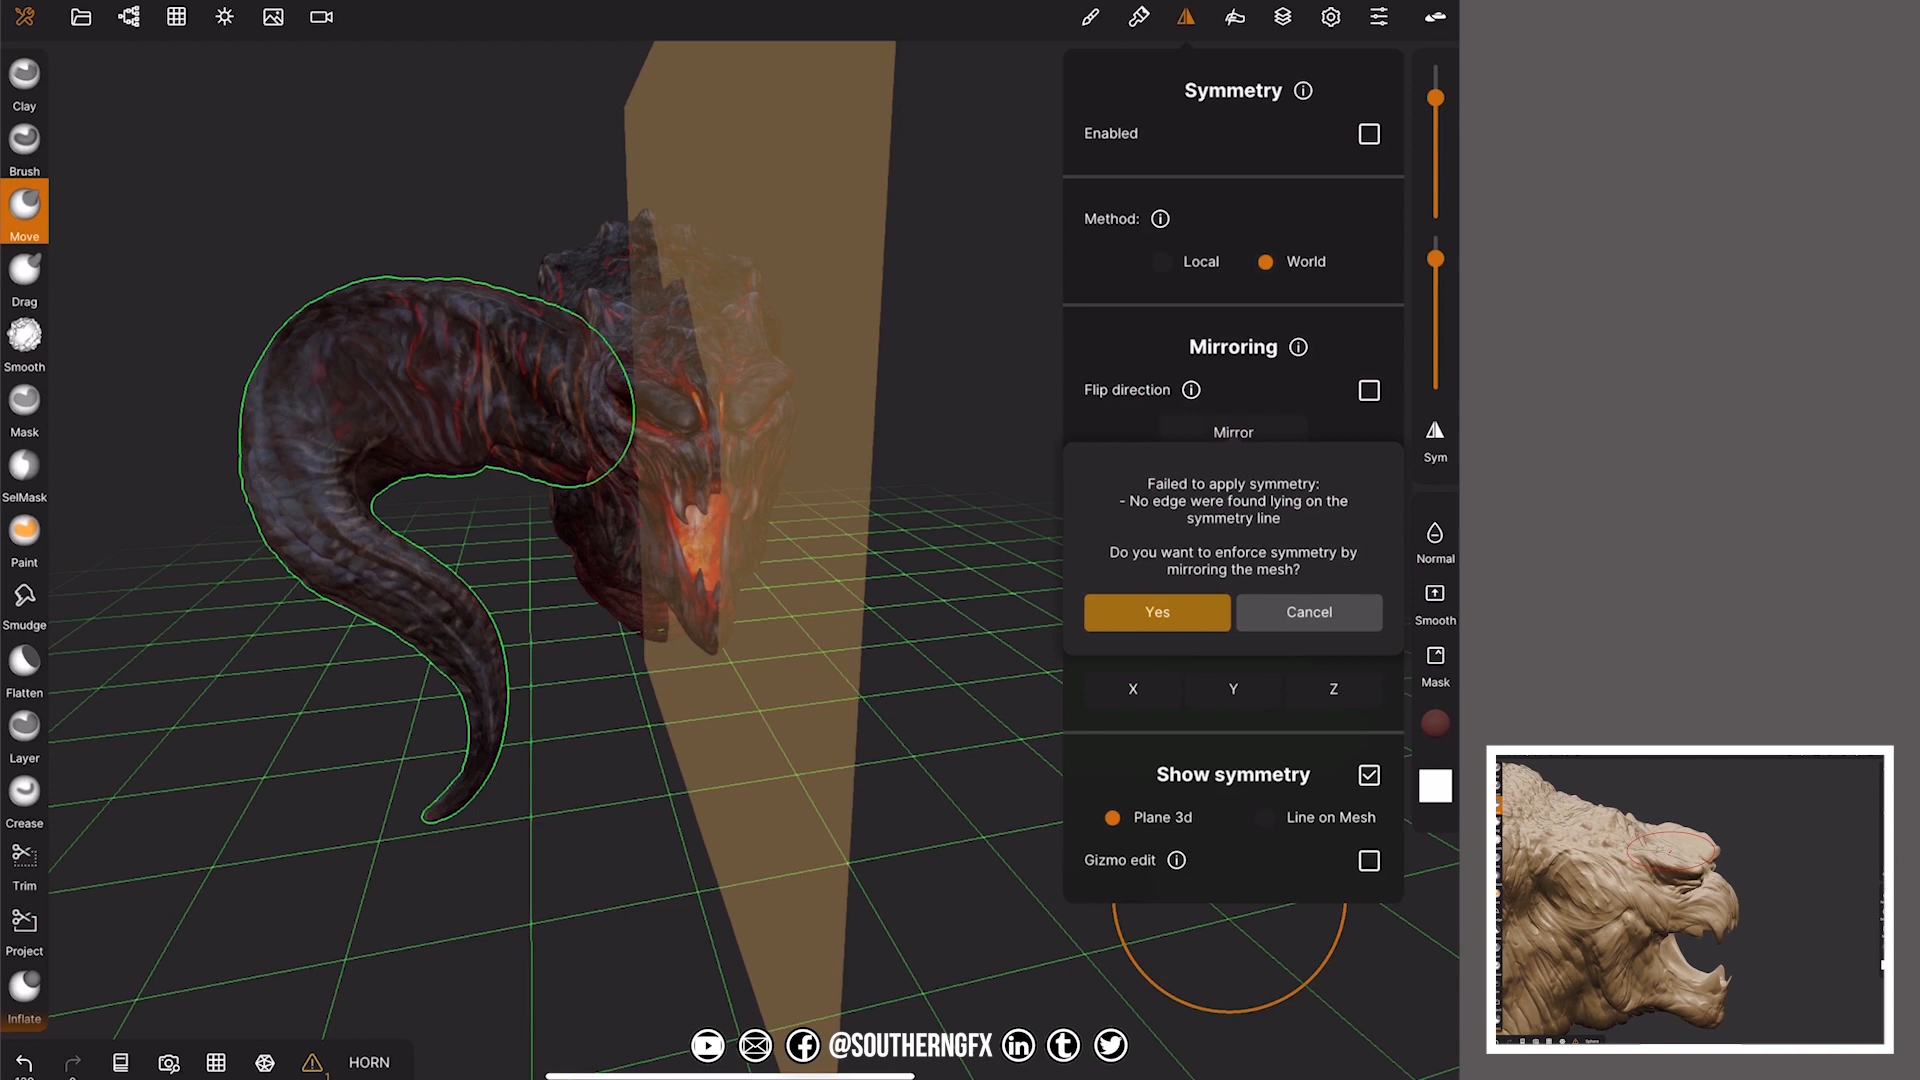 Clay
Brush
Move
Drag
Smooth
Mask
SelMask
Paint
Smudge
Flatten
Layer
Crease
Trim
Project
Inflate
Symmetry
Enabled
Method:
Local
World
Mirroring
Flip direction
Mirror
Failed to apply symmetry:
- No edge were found lying on the
symmetry line
Do you want to enforce symmetry by
mirroring the mesh?
Yes
Cancel
X
Y
Z
Show symmetry
Plane 3d
Line on Mesh
Gizmo edit
Sym
Normal
Smooth
Mask
HORN
1
@SOUTHERNGFX